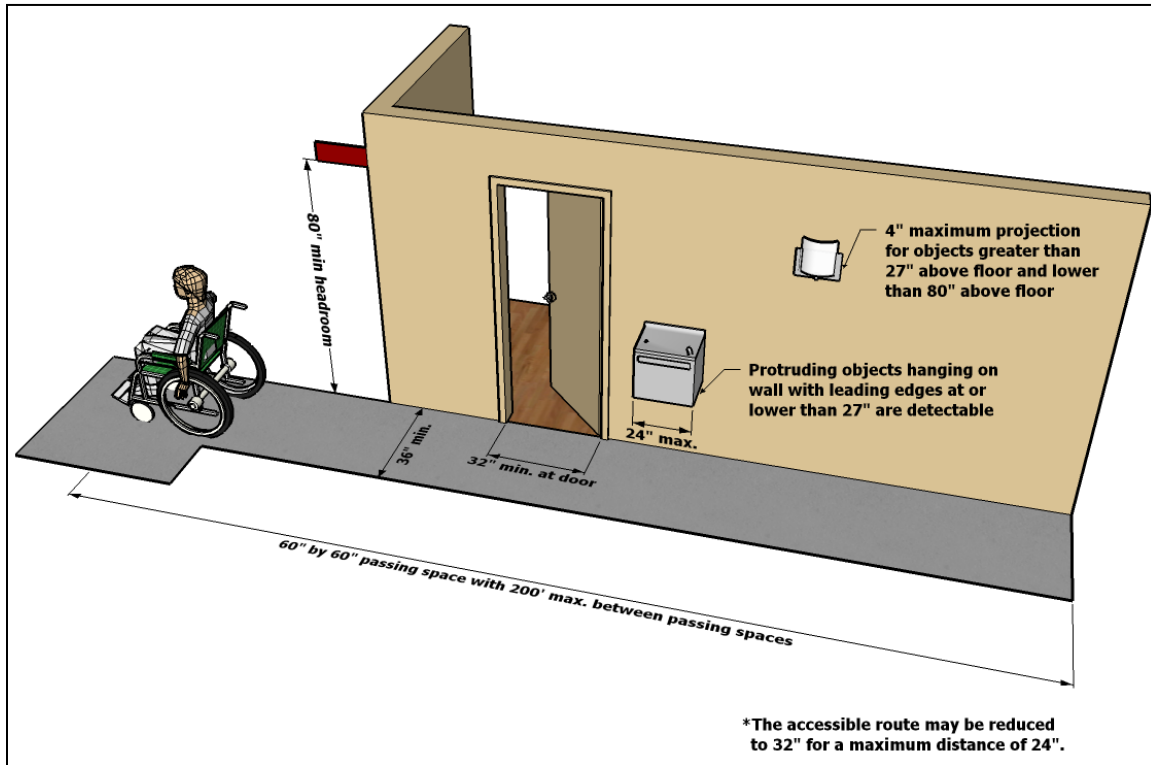 80" min headroom
4" maximum projection
for objects greater than
27" above floor and lower
than 80" above floor
Protruding objects hanging on
wall with leading edges at or
lower than 27" are detectable
24" max.
36" min.
32" min. at door
60" by 60" passing space with 200' max. between passing spaces
*The accessible route may be reduced
to 32" for a maximum distance of 24".